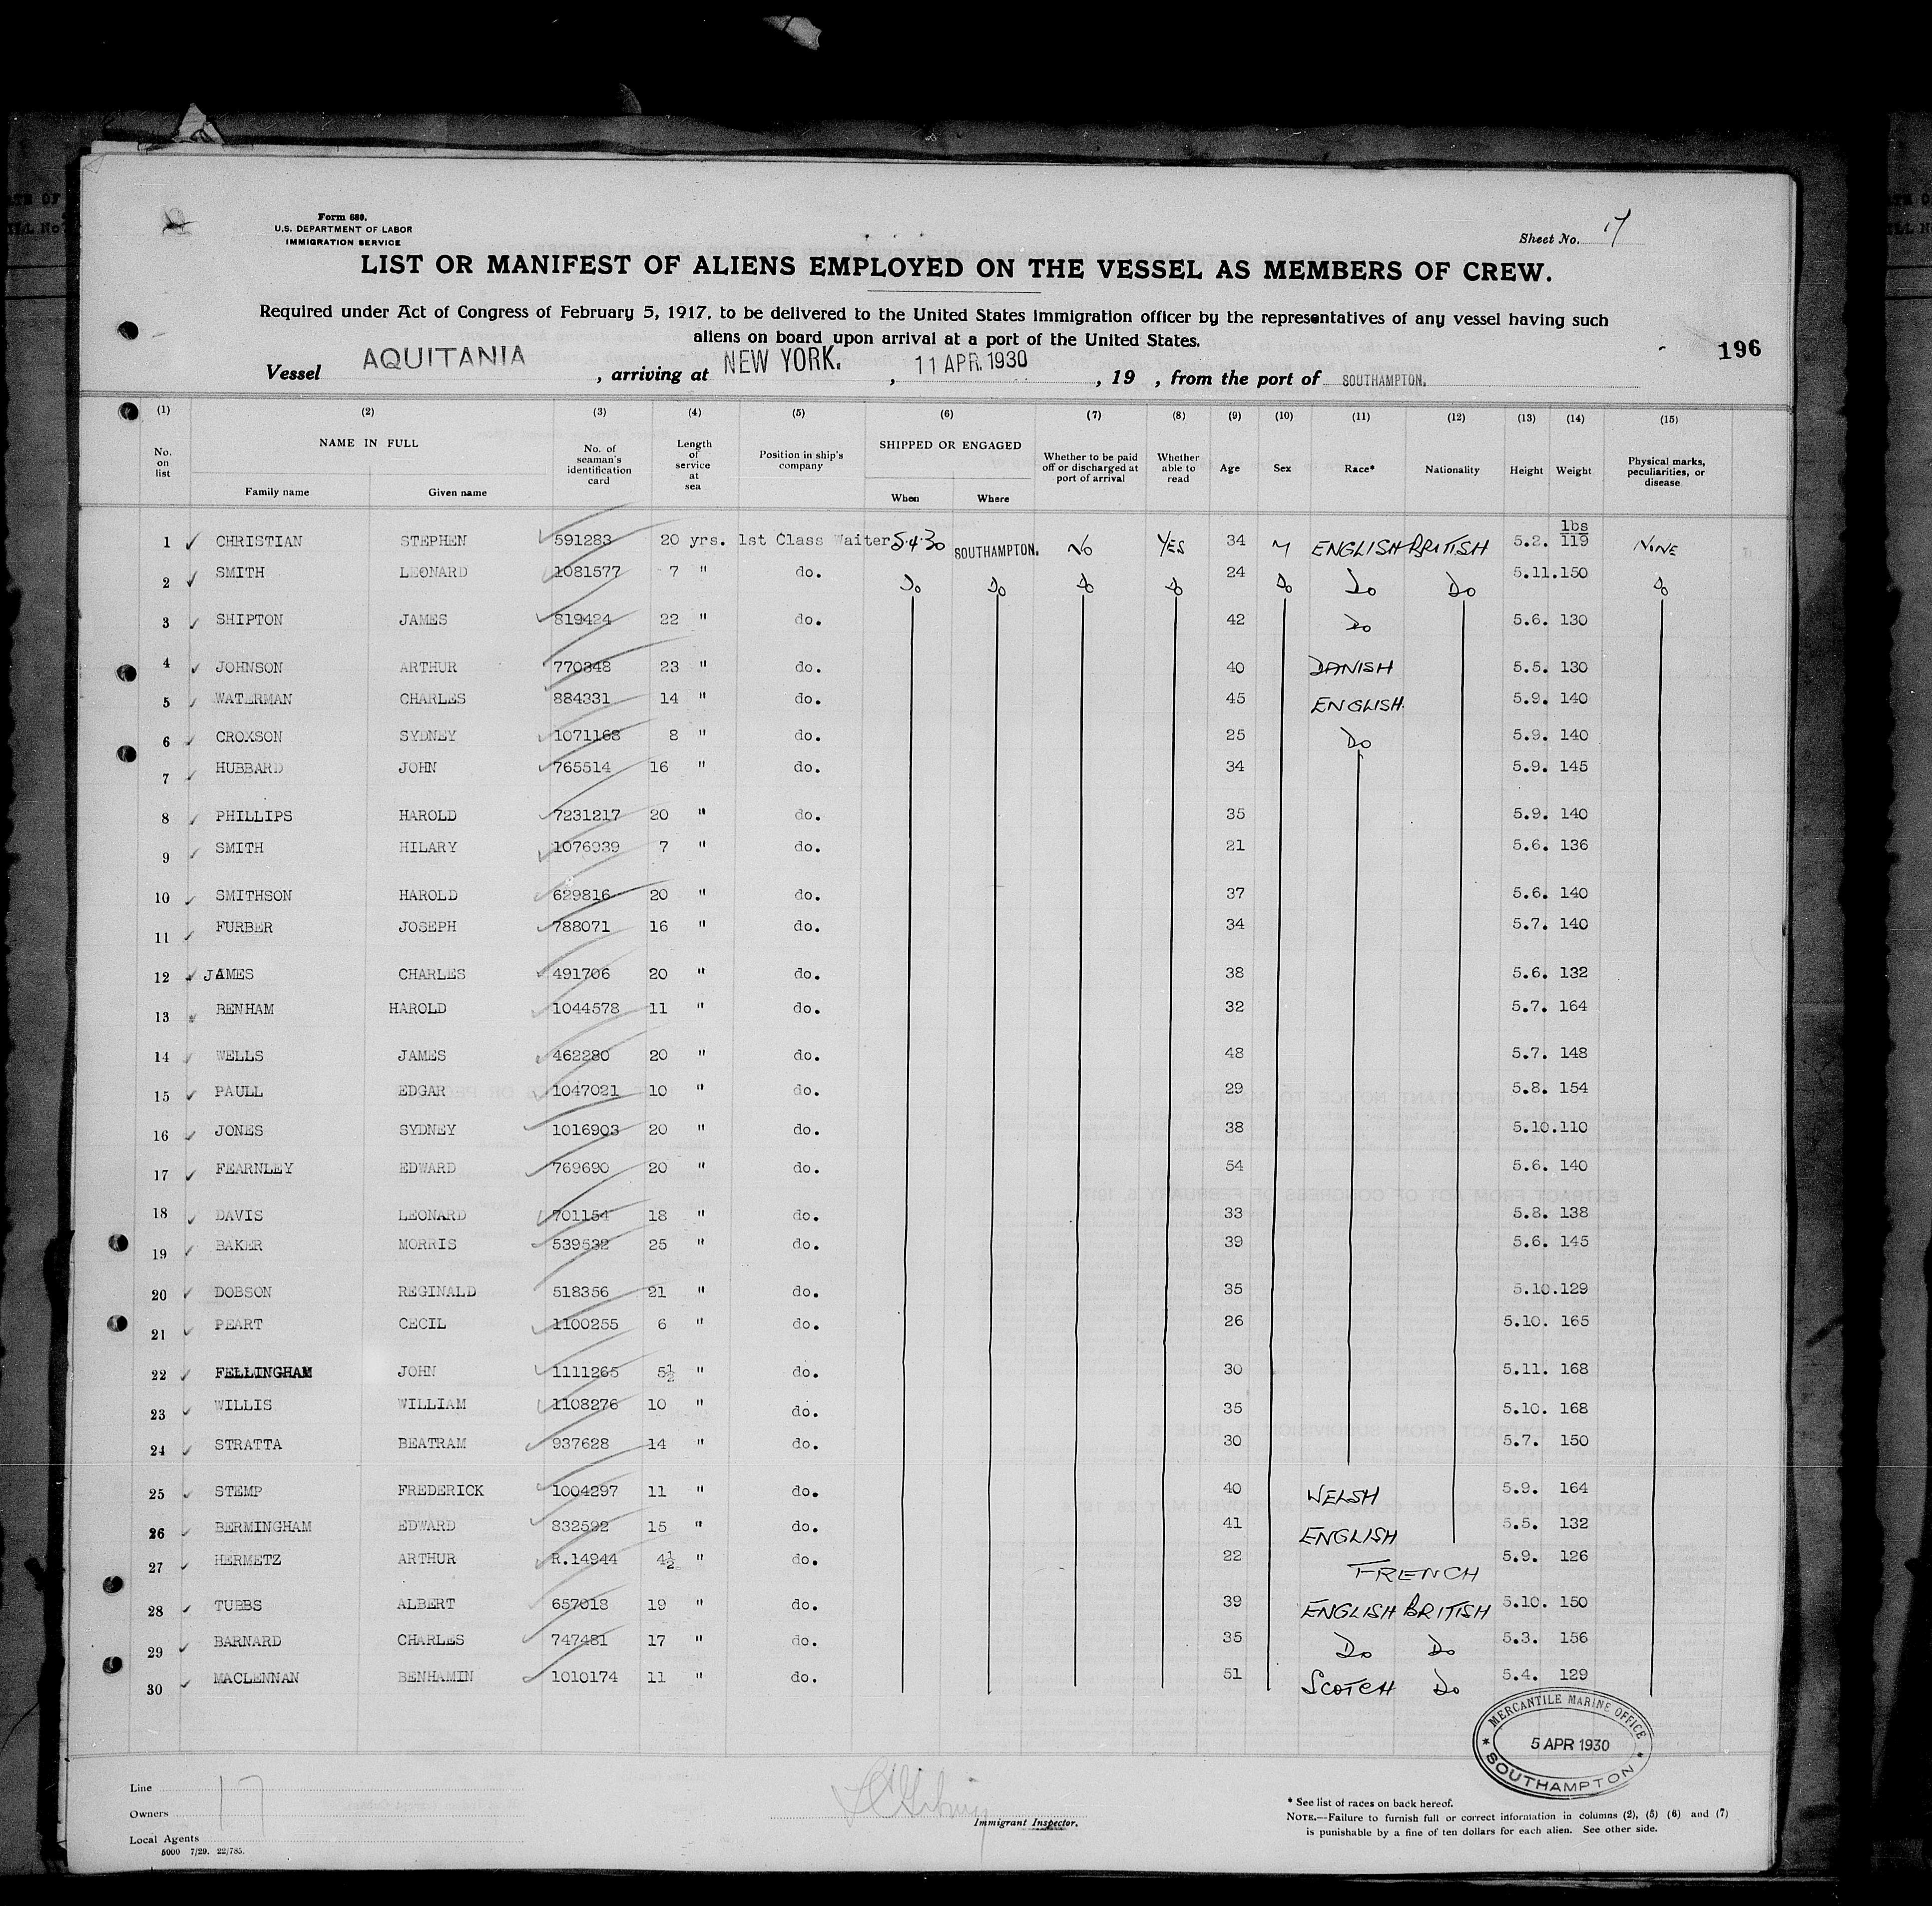 Form 680.
U.S. DEPARTMENT OF LABOR
IMMIGRATION SERVICE
Sheet No. 17
LIST OR MANIFEST OF ALIENS EMPLOYED ON THE VESSEL AS MEMBERS OF CREW.
Required under Act of Congress of February 5, 1917, to be delivered to the United States immigration officer by the representatives of any vessel having such
aliens on board upon arrival at a port of the United States.
196
Vessel AQUITANIA , arriving at NEW YORK. , 11 APR. 1930 , 19 , from the port of SOUTHAMPTON.
(1) (2) (3) (4) (5) (6) (7) (8) (9) (10) (11) (12) (13) (14) (15)
No. on list
NAME IN FULL
Family name Given name
No. of seaman's identification card
Length of service at sea
Position in ship's company
SHIPPED OR ENGAGED
When Where
Whether to be paid off or discharged at port of arrival
Whether able to read
Age Sex Race* Nationality Height Weight
Physical marks, peculiarities, or disease
lbs
1 CHRISTIAN STEPHEN 591283 20 yrs. 1st Class Waiter 5.4.30 SOUTHAMPTON. No YES 34 M ENGLISH BRITISH 5.2. 119 NONE
2 SMITH LEONARD 1081577 7 " do. Do Do Do Do 24 Do Do Do 5.11. 150 Do
3 SHIPTON JAMES 819424 22 " do. 42 Do 5.6. 130
4 JOHNSON ARTHUR 770348 23 " do. 40 DANISH 5.5. 130
5 WATERMAN CHARLES 884331 14 " do. 45 ENGLISH. 5.9. 140
6 CROXSON SYDNEY 1071168 8 " do. 25 Do 5.9. 140
7 HUBBARD JOHN 765514 16 " do. 34 5.9. 145
8 PHILLIPS HAROLD 7231217 20 " do. 35 5.9. 140
9 SMITH HILARY 1076939 7 " do. 21 5.6. 136
10 SMITHSON HAROLD 629816 20 " do. 37 5.6. 140
11 FURBER JOSEPH 788071 16 " do. 34 5.7. 140
12 JAMES CHARLES 491706 20 " do. 38 5.6. 132
13 BENHAM HAROLD 1044578 11 " do. 32 5.7. 164
14 WELLS JAMES 462280 20 " do. 48 5.7. 148
15 PAULL EDGAR 1047021 10 " do. 29 5.8. 154
16 JONES SYDNEY 1016903 20 " do. 38 5.10. 110
17 FEARNLEY EDWARD 769690 20 " do. 54 5.6. 140
18 DAVIS LEONARD 701154 18 " do. 33 5.8. 138
19 BAKER MORRIS 539532 25 " do. 39 5.6. 145
20 DOBSON REGINALD 518356 21 " do. 35 5.10. 129
21 PEART CECIL 1100255 6 " do. 26 5.10. 165
22 FELLINGHAM JOHN 1111265 5½ " do. 30 5.11. 168
23 WILLIS WILLIAM 1108276 10 " do. 35 5.10. 168
24 STRATTA BEATRAM 937628 14 " do. 30 5.7. 150
25 STEMP FREDERICK 1004297 11 " do. 40 WELSH 5.9. 164
26 BERMINGHAM EDWARD 832592 15 " do. 41 ENGLISH 5.5. 132
27 HERMETZ ARTHUR R.14944 4½ " do. 22 FRENCH 5.9. 126
28 TUBBS ALBERT 657018 19 " do. 39 ENGLISH BRITISH 5.10. 150
29 BARNARD CHARLES 747481 17 " do. 35 Do Do 5.3. 156
30 MACLENNAN BENHAMIN 1010174 11 " do. 51 SCOTCH Do 5.4. 129
MERCANTILE MARINE OFFICE
5 APR 1930
SOUTHAMPTON
Line
17
Owners
Local Agents
5000 7/29. 22/785.
Immigrant Inspector.
* See list of races on back hereof.
NOTE.—Failure to furnish full or correct information in columns (2), (5) (6) and (7)
is punishable by a fine of ten dollars for each alien. See other side.